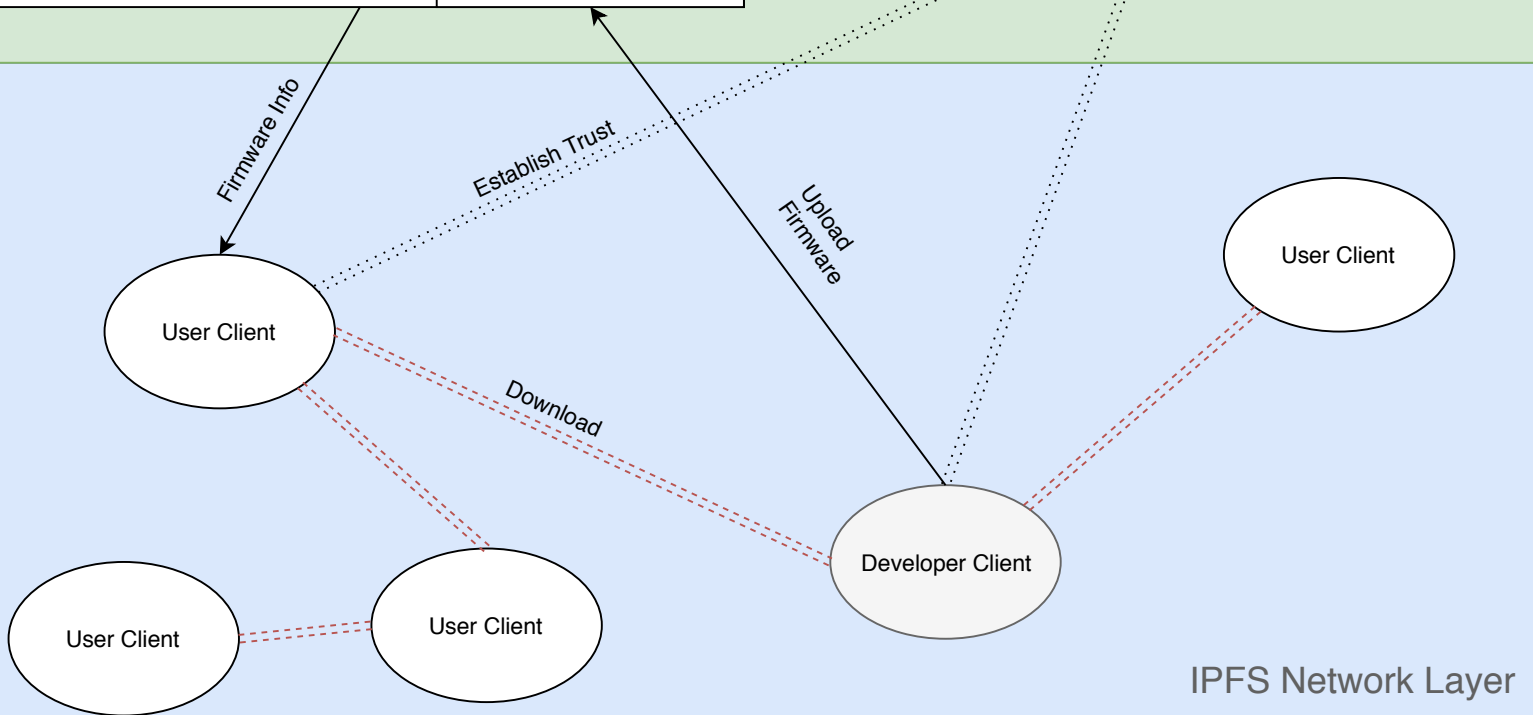 Firmware Info
Establish Trust
Upload
Firmware
User Client
User Client
Download
Developer Client
User Client
User Client
IPFS Network Layer